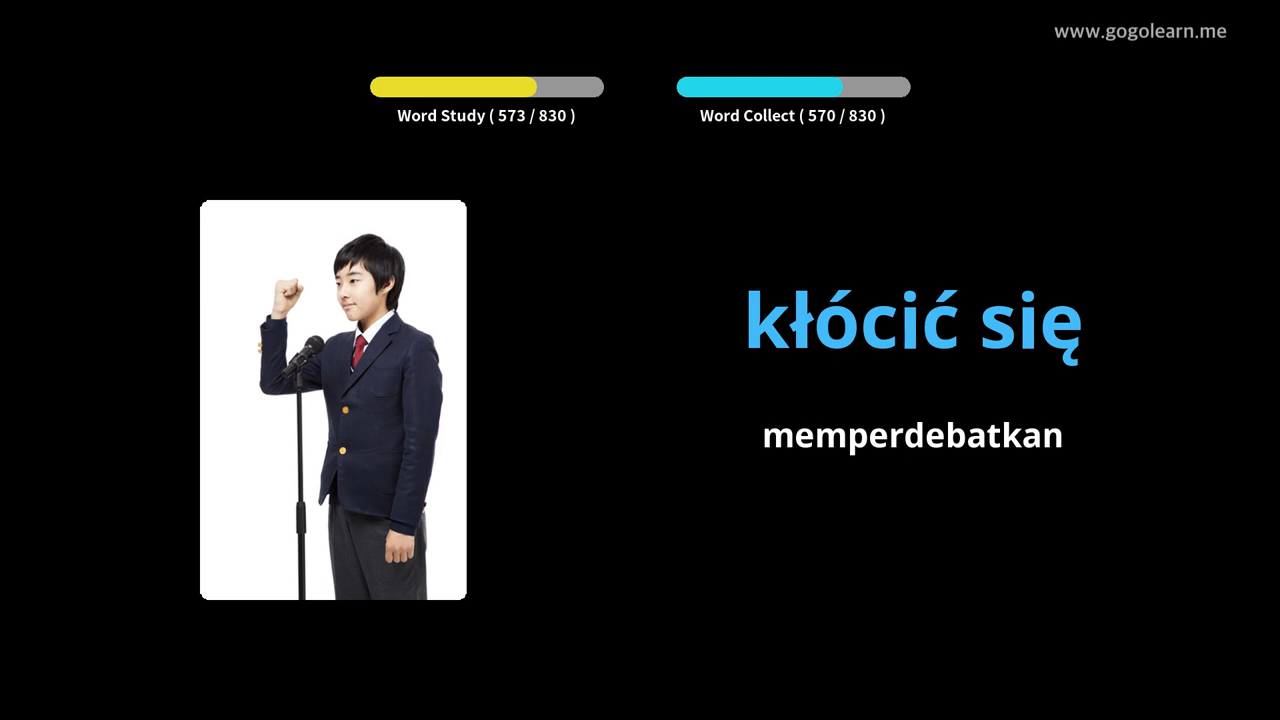 www.gogolearn.me
Word Study ( 573 / 830 )
Word Collect ( 570 / 830 )
kłócić się
memperdebatkan